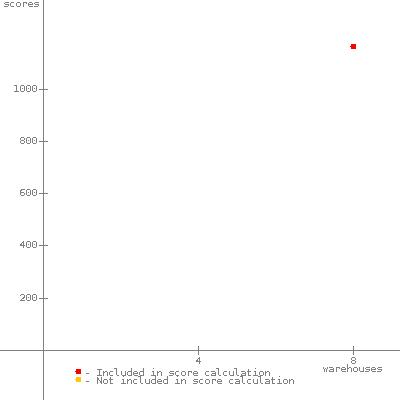 scores
1000
800
600
400
200
4
8
warehouses
- Included in score calculation
- Not included in score calculation